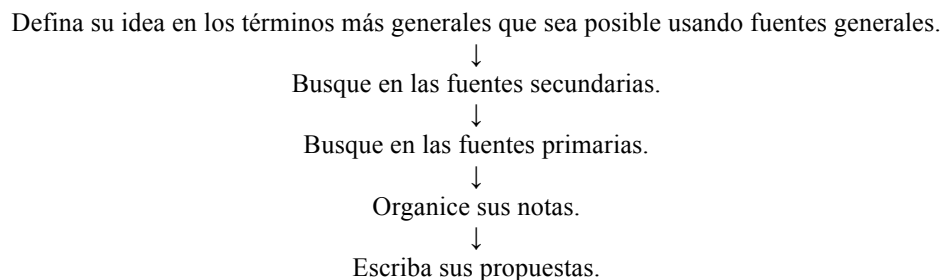 Defina su idea en los términos más generales que sea posible usando fuentes generales.
↓
Busque en las fuentes secundarias.
↓
Busque en las fuentes primarias.
↓
Organice sus notas.
↓
Escriba sus propuestas.